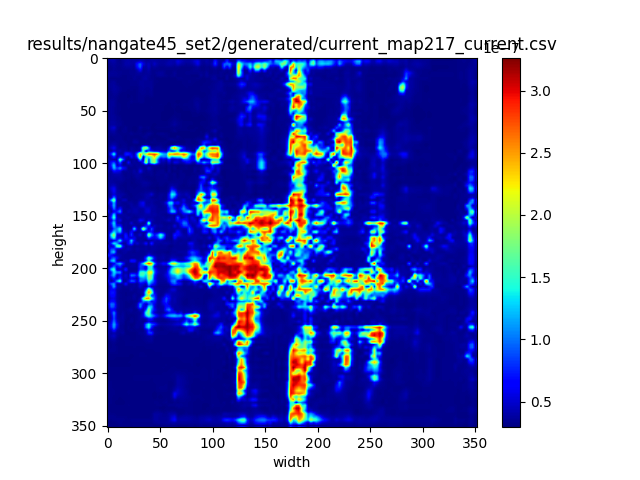 results/nangate45_set2/generated/current_map217_current.csv
1e−7
0
50
100
150
200
250
300
350
height
0 50 100 150 200 250 300 350
width
3.0
2.5
2.0
1.5
1.0
0.5